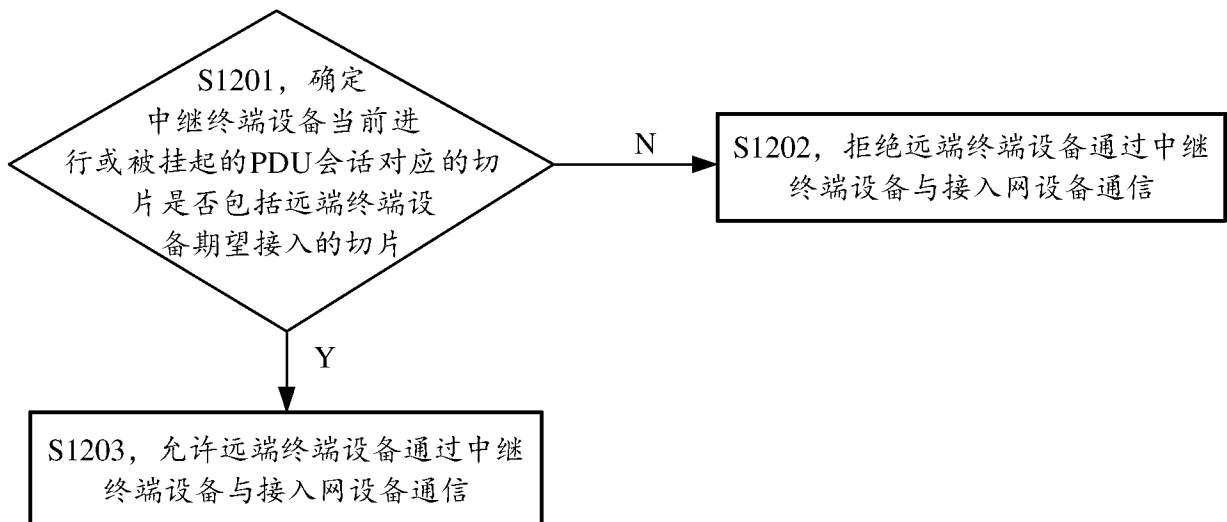 S1201，确定
中继终端设备当前进
行或被挂起的PDU会话对应的切
片是否包括远端终端设
备期望接入的切片
N
S1202，拒绝远端终端设备通过中继
终端设备与接入网设备通信
Y
S1203，允许远端终端设备通过中继
终端设备与接入网设备通信